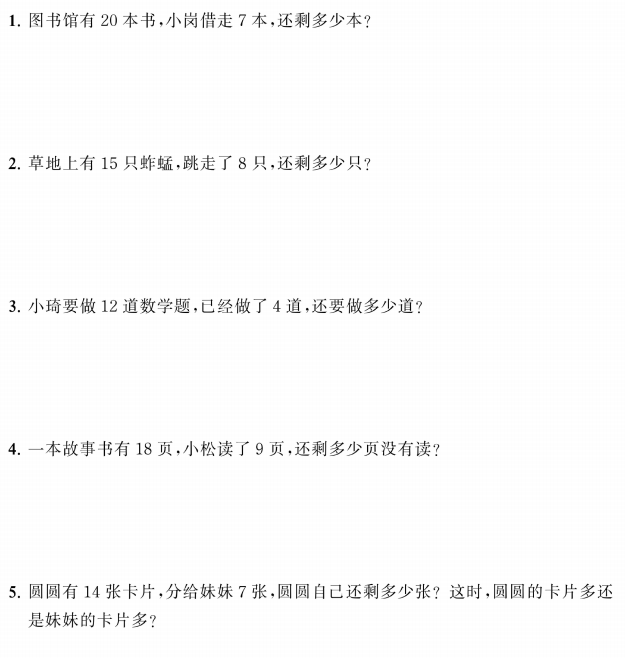 1. 图书馆有 20 本书,小岗借走 7 本,还剩多少本?
2. 草地上有 15 只蚱蜢,跳走了 8 只,还剩多少只?
3. 小琦要做 12 道数学题,已经做了 4 道,还要做多少道?
4. 一本故事书有 18 页,小松读了 9 页,还剩多少页没有读?
5. 圆圆有 14 张卡片,分给妹妹 7 张,圆圆自己还剩多少张? 这时,圆圆的卡片多还
是妹妹的卡片多?